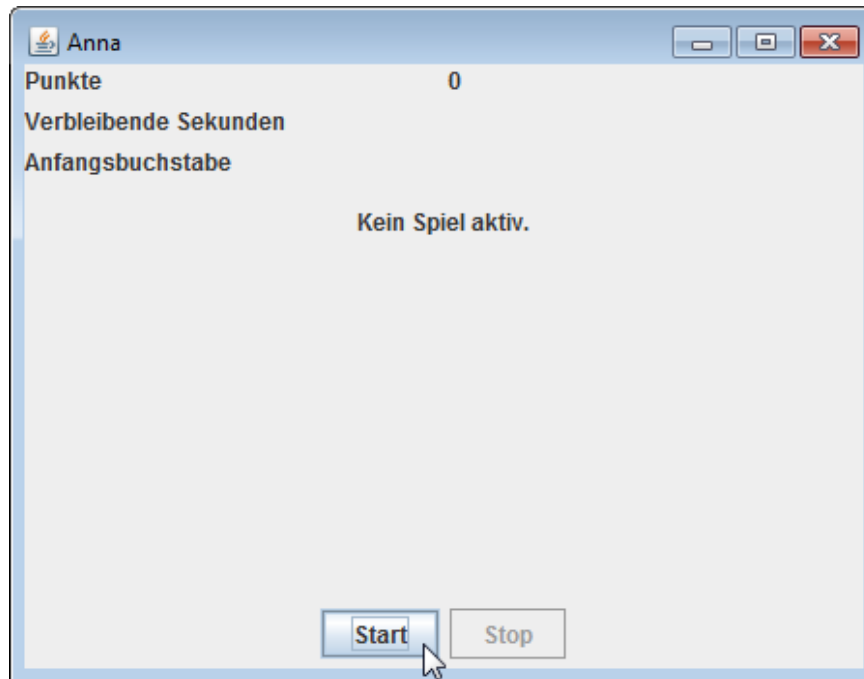 Anna
Punkte 0
Verbleibende Sekunden
Anfangsbuchstabe
Kein Spiel aktiv.
Start Stop